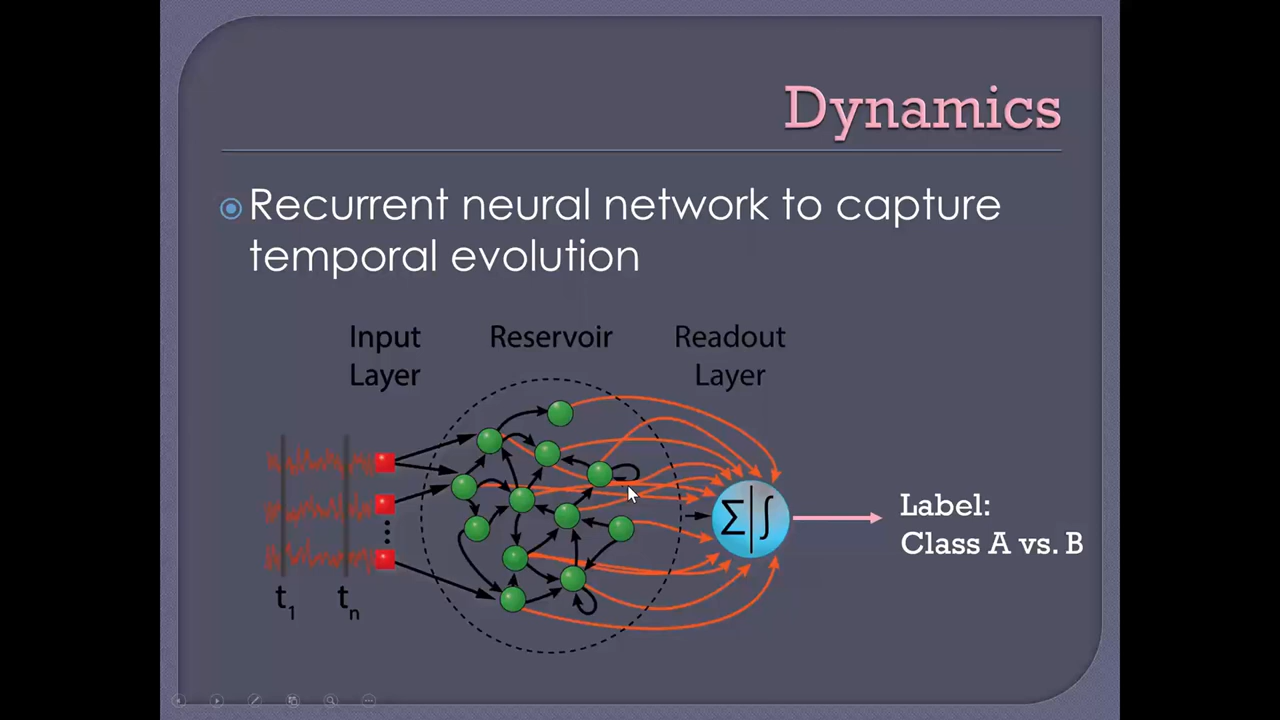 Dynamics
Recurrent neural network to capture
temporal evolution
Input
Layer
Reservoir
Readout
Layer
t1
tn
Σ|∫
Label:
Class A vs. B